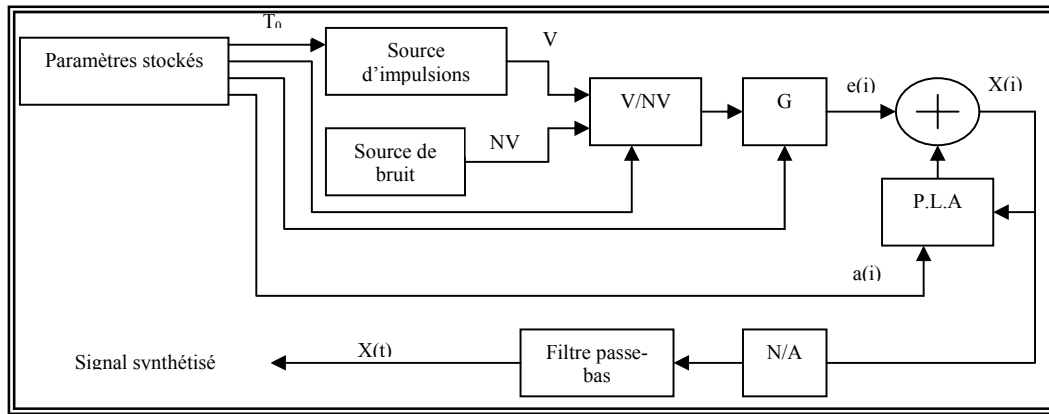 T₀
V
Paramètres stockés
Source
d'impulsions
V/NV
G
e(i)
X(i)
Source de
bruit
NV
P.L.A
a(i)
Signal synthétisé
X(t)
Filtre passe-
bas
N/A